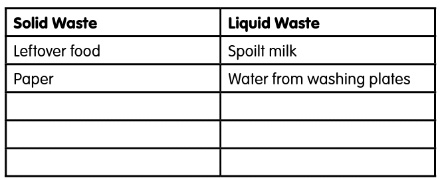 Solid Waste Liquid Waste
Leftover food Spoilt milk
Paper Water from washing plates